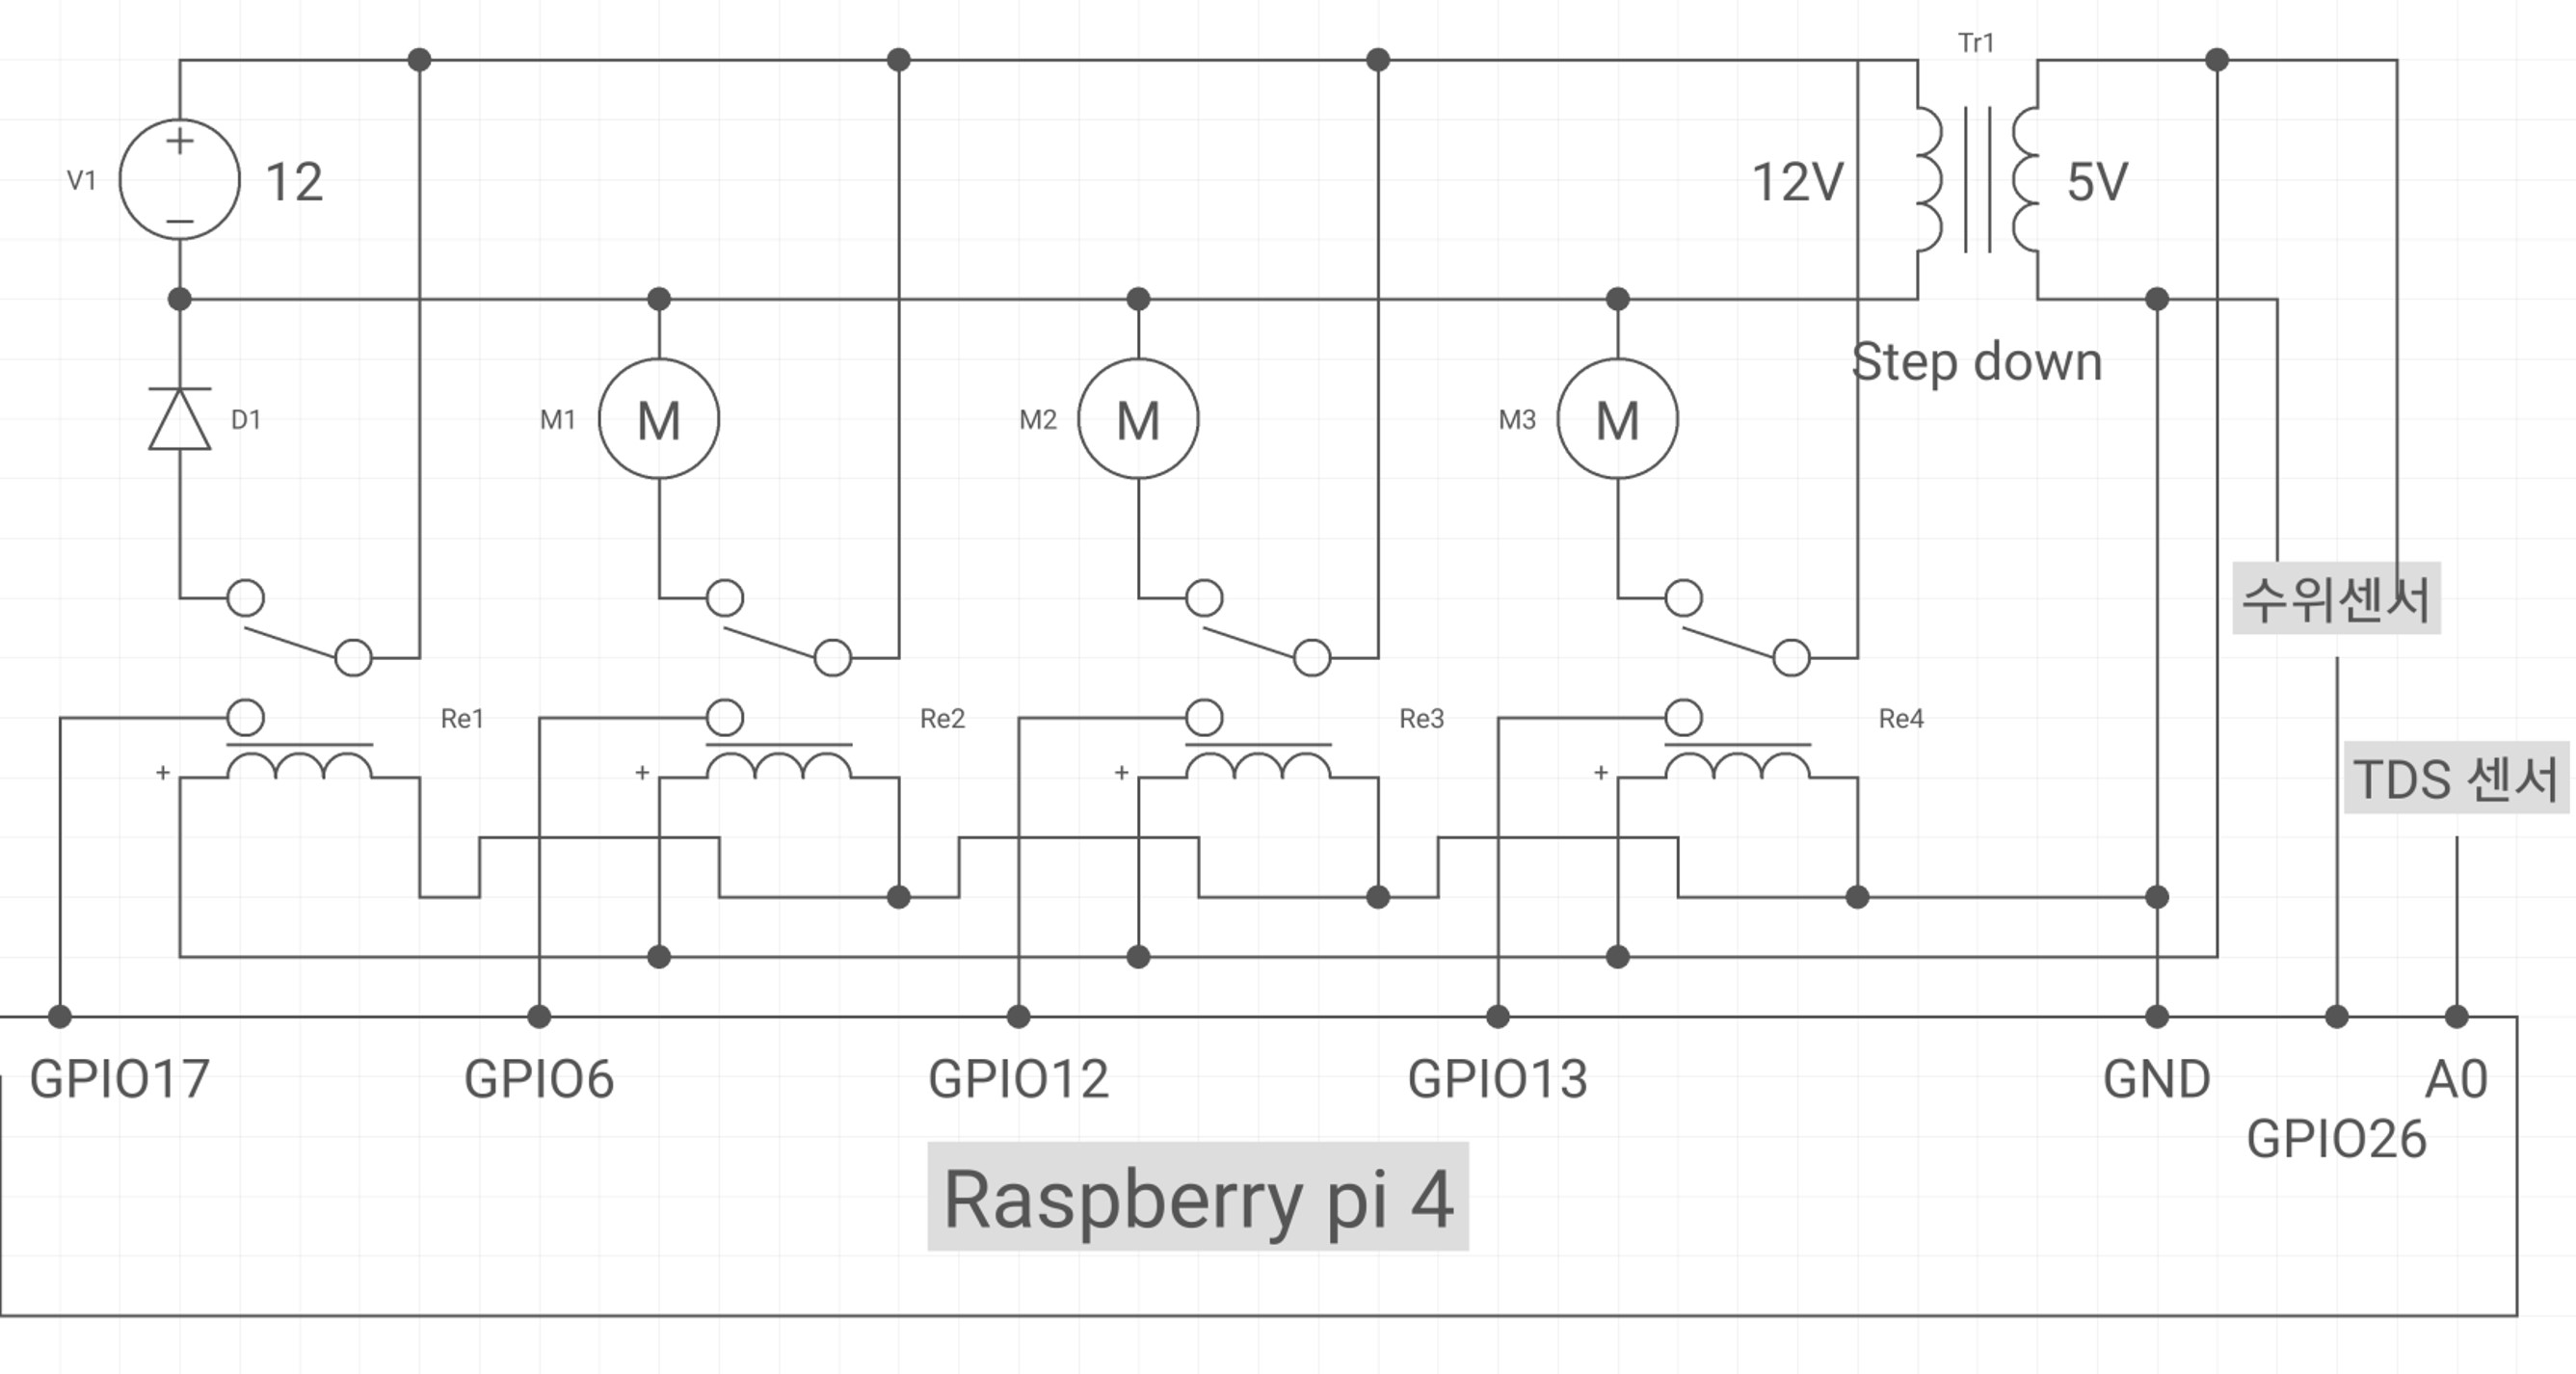 Tr1
+
V1
12
12V
5V
Step down
D1
M1
M
M2
M
M3
M
수위센서
Re1
Re2
Re3
Re4
+
+
+
+
TDS 센서
GPIO17
GPIO6
GPIO12
GPIO13
GND
A0
GPIO26
Raspberry pi 4